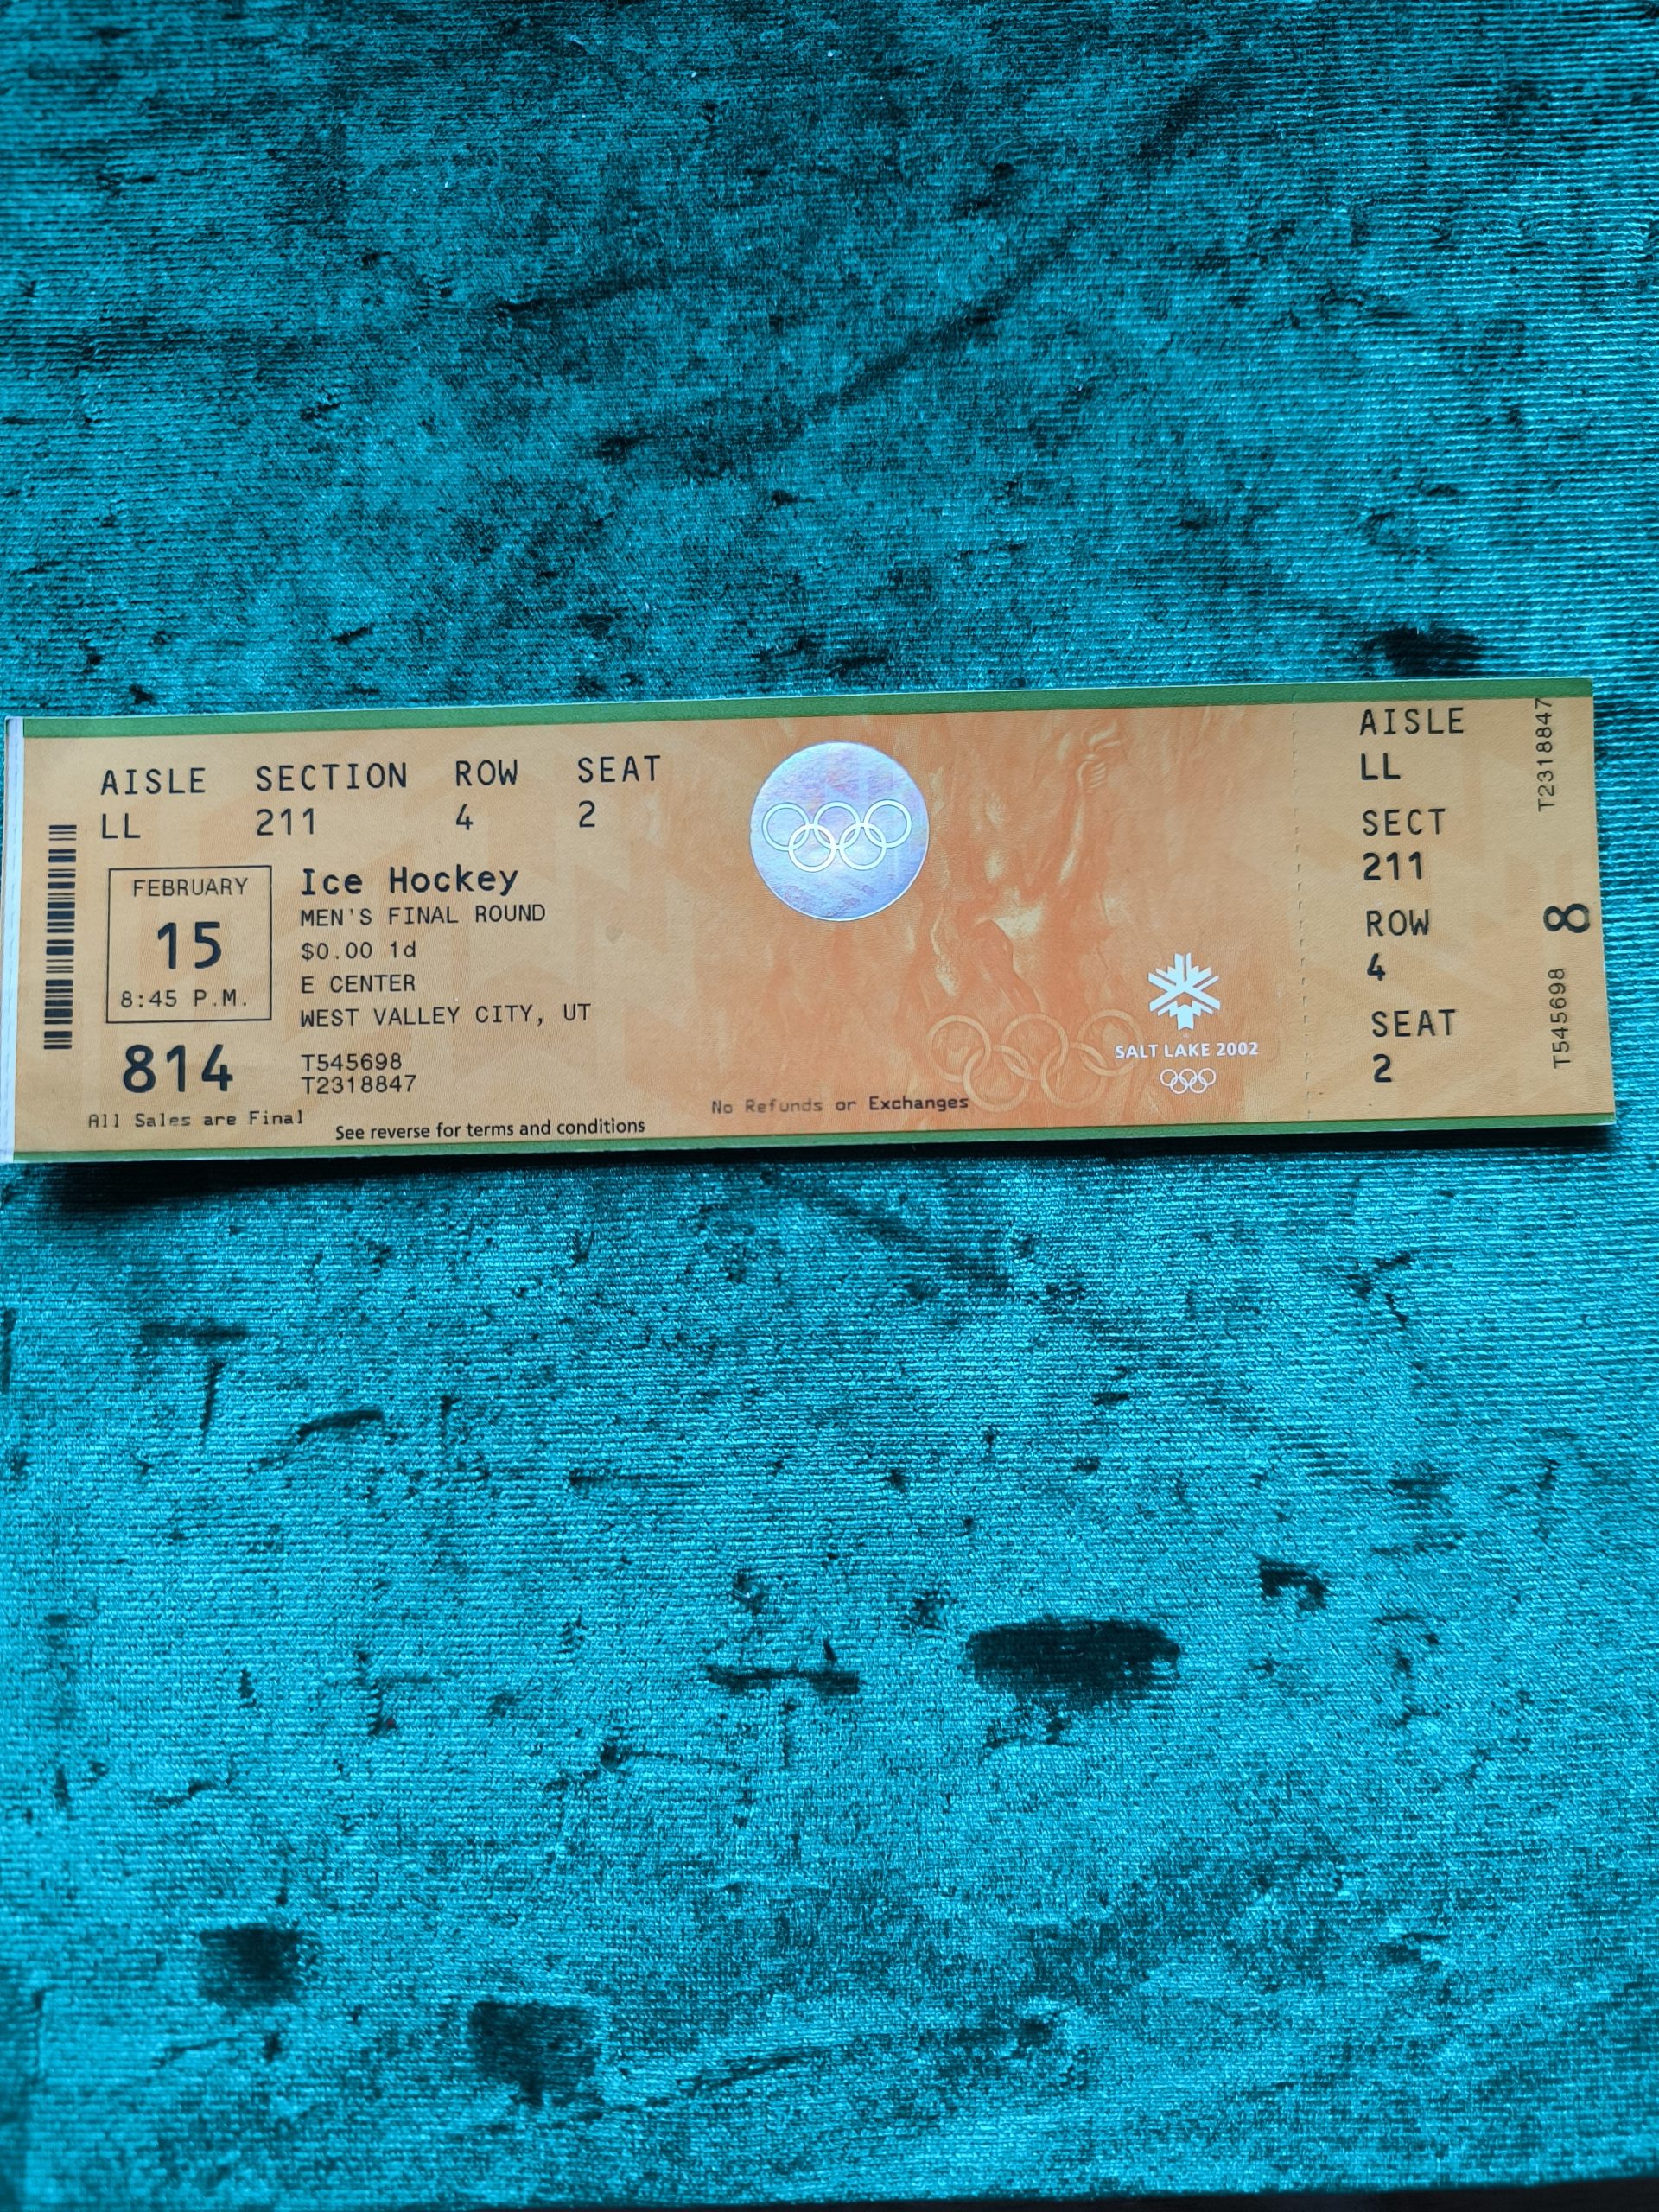 AISLE SECTION ROW SEAT
LL 211 4 2
FEBRUARY
15
8:45 P.M.
814
Ice Hockey
MEN'S FINAL ROUND
$0.00 1d
E CENTER
WEST VALLEY CITY, UT
T545698
T2318847
All Sales are Final
See reverse for terms and conditions
No Refunds or Exchanges
SALT LAKE 2002
AISLE
LL
SECT
211
ROW
4
SEAT
2
T2318847
8
T545698